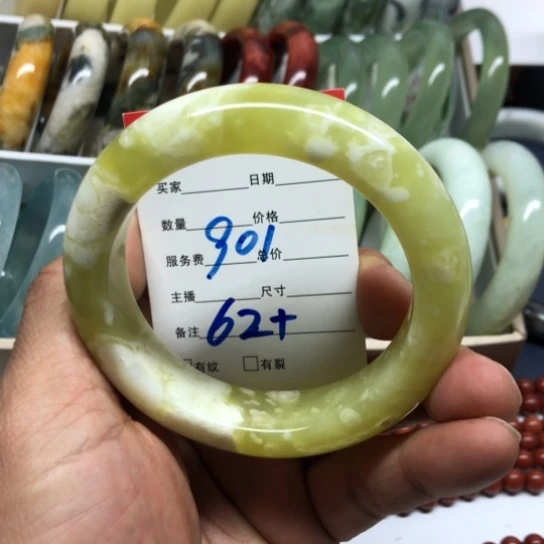 买家 日期
数量 价格
901
服务费 总价
主播 尺寸
备注 62+
有纹 有裂